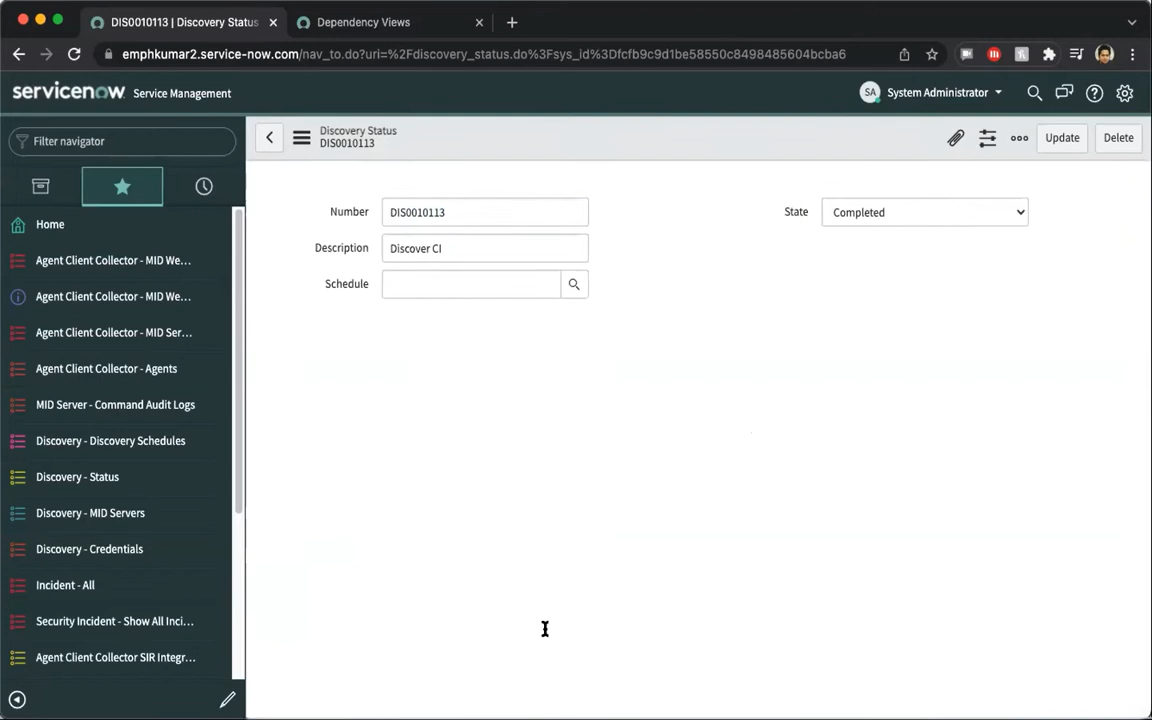 DIS0010113 | Discovery Status
Dependency Views
emphkumar2.service-now.com/nav_to.do?uri=%2Fdiscovery_status.do%3Fsys_id%3Dfcfb9c9d1be58550c8498485604bcba6
servicenow Service Management
SA System Administrator
Filter navigator
Discovery Status
DIS0010113
Update
Delete
Home
Agent Client Collector - MID We...
Agent Client Collector - MID We...
Agent Client Collector - MID Ser...
Agent Client Collector - Agents
MID Server - Command Audit Logs
Discovery - Discovery Schedules
Discovery - Status
Discovery - MID Servers
Discovery - Credentials
Incident - All
Security Incident - Show All Inci...
Agent Client Collector SIR Integr...
Number DIS0010113
State Completed
Description Discover CI
Schedule